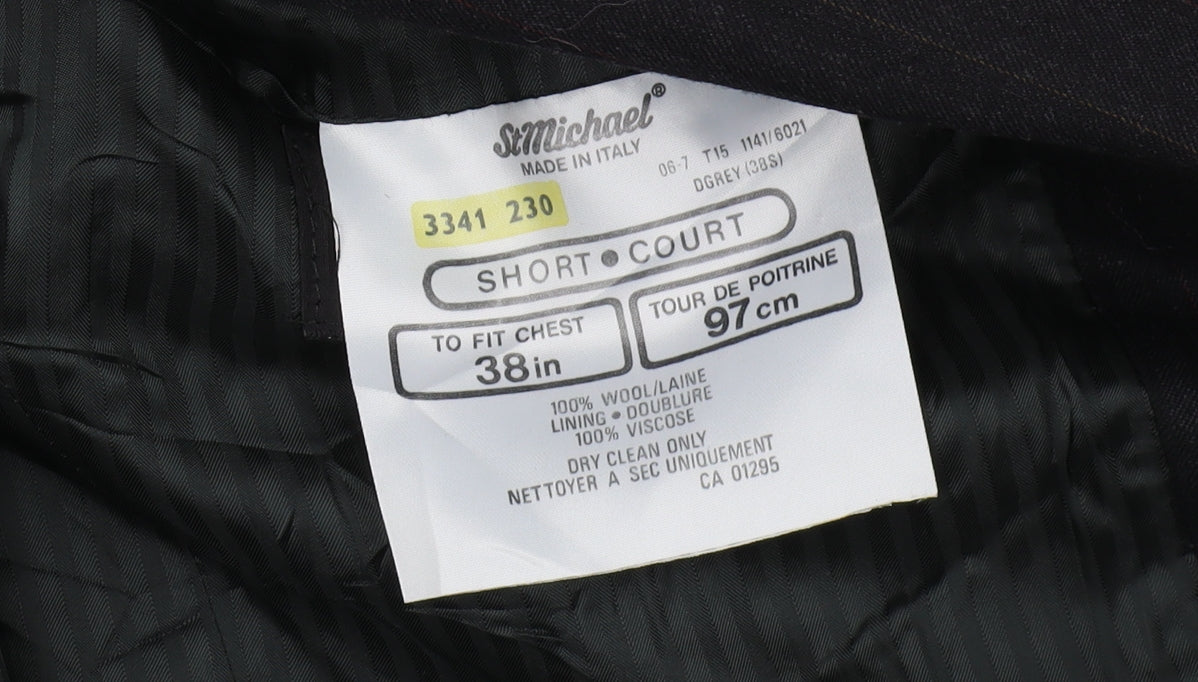 StMichael®
MADE IN ITALY
06-7 T15 1141/6021
DGREY (38S)
3341 230
SHORT • COURT
TO FIT CHEST
38in
TOUR DE POITRINE
97cm
100% WOOL/LAINE
LINING • DOUBLURE
100% VISCOSE
DRY CLEAN ONLY
NETTOYER A SEC UNIQUEMENT
CA 01295